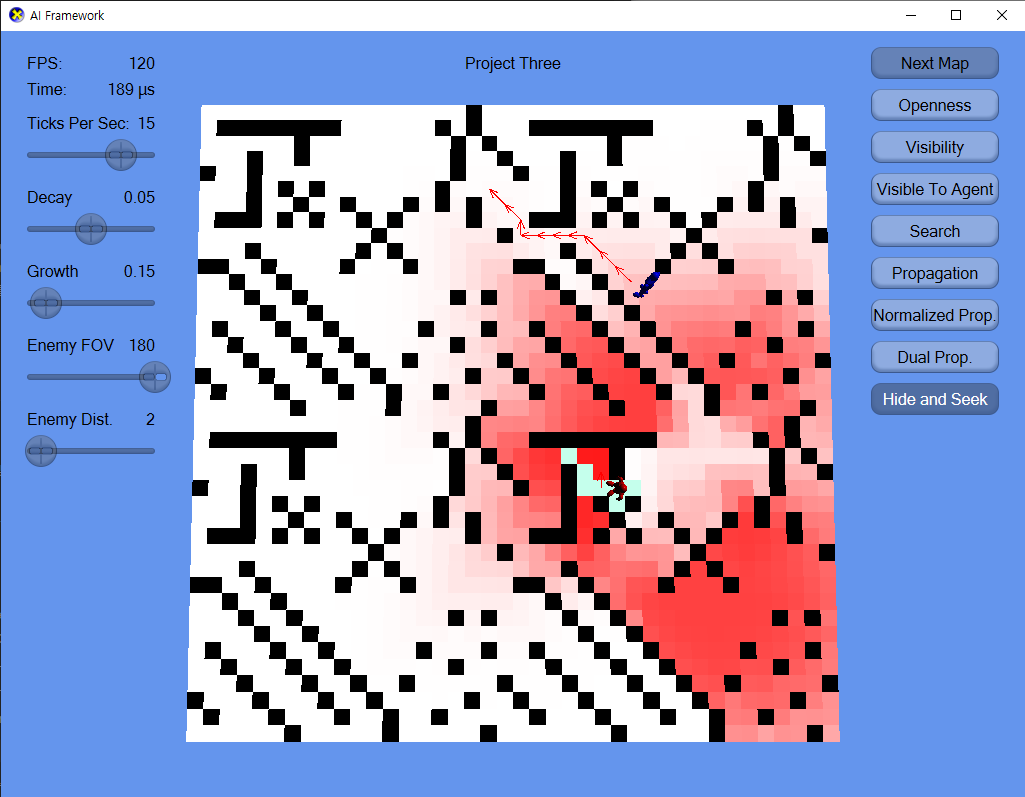 AI Framework
Project Three
FPS: 120
Time: 189 µs
Ticks Per Sec: 15
Decay 0.05
Growth 0.15
Enemy FOV 180
Enemy Dist. 2
Next Map
Openness
Visibility
Visible To Agent
Search
Propagation
Normalized Prop.
Dual Prop.
Hide and Seek